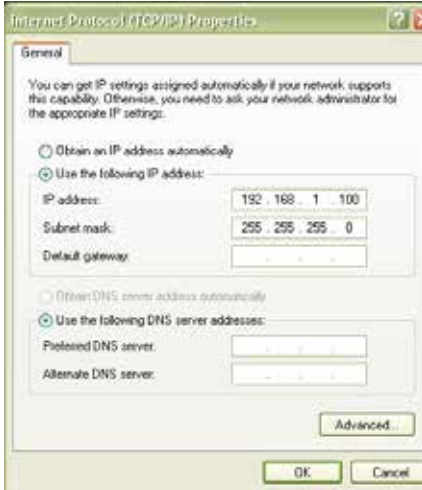 Internet Protocol (TCP/IP) Properties
General
You can get IP settings assigned automatically if your network supports
this capability. Otherwise, you need to ask your network administrator for
the appropriate IP settings.
Obtain an IP address automatically
Use the following IP address:
IP address: 192 . 168 . 1 . 100
Subnet mask: 255 . 255 . 255 . 0
Default gateway: . . .
Obtain DNS server address automatically
Use the following DNS server addresses:
Preferred DNS server: . . .
Alternate DNS server: . . .
Advanced...
OK Cancel